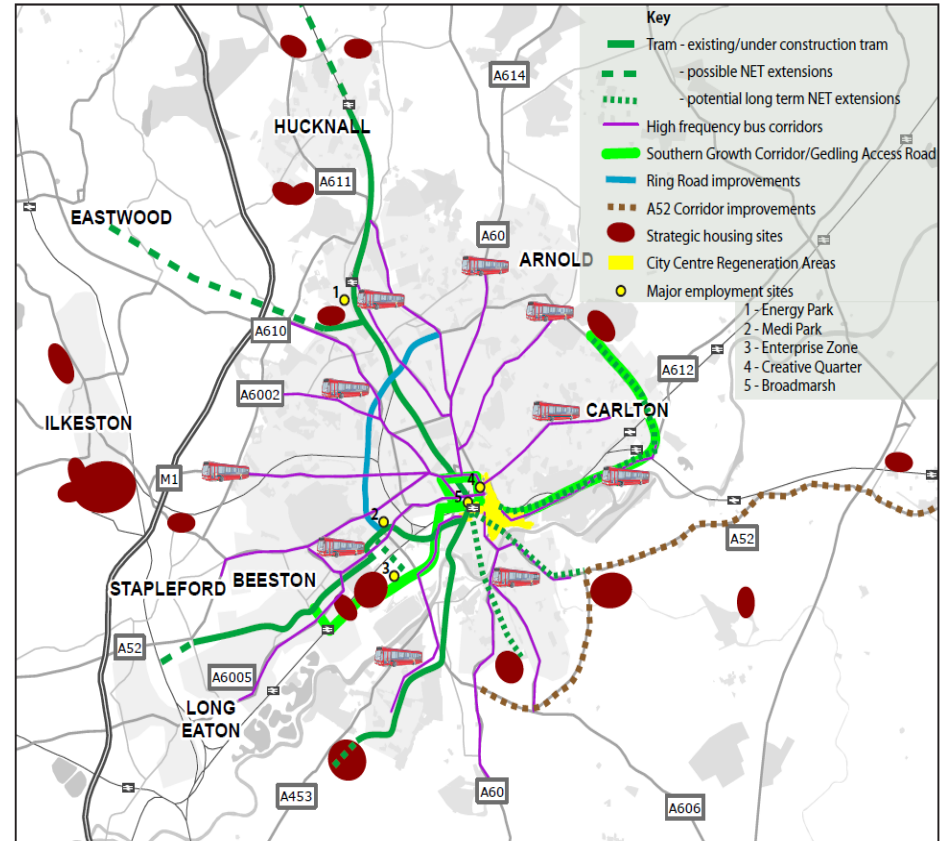 Key
Tram - existing/under construction tram
- possible NET extensions
- potential long term NET extensions
High frequency bus corridors
Southern Growth Corridor/Gedling Access Road
Ring Road improvements
A52 Corridor improvements
Strategic housing sites
City Centre Regeneration Areas
Major employment sites
1 - Energy Park
2 - Medi Park
3 - Enterprise Zone
4 - Creative Quarter
5 - Broadmarsh
A614
HUCKNALL
A611
EASTWOOD
A60
ARNOLD
1
A610
A612
A6002
CARLTON
ILKESTON
M1
4
5
2
A52
3
STAPLEFORD
BEESTON
A52
A6005
LONG
EATON
A453
A60
A606